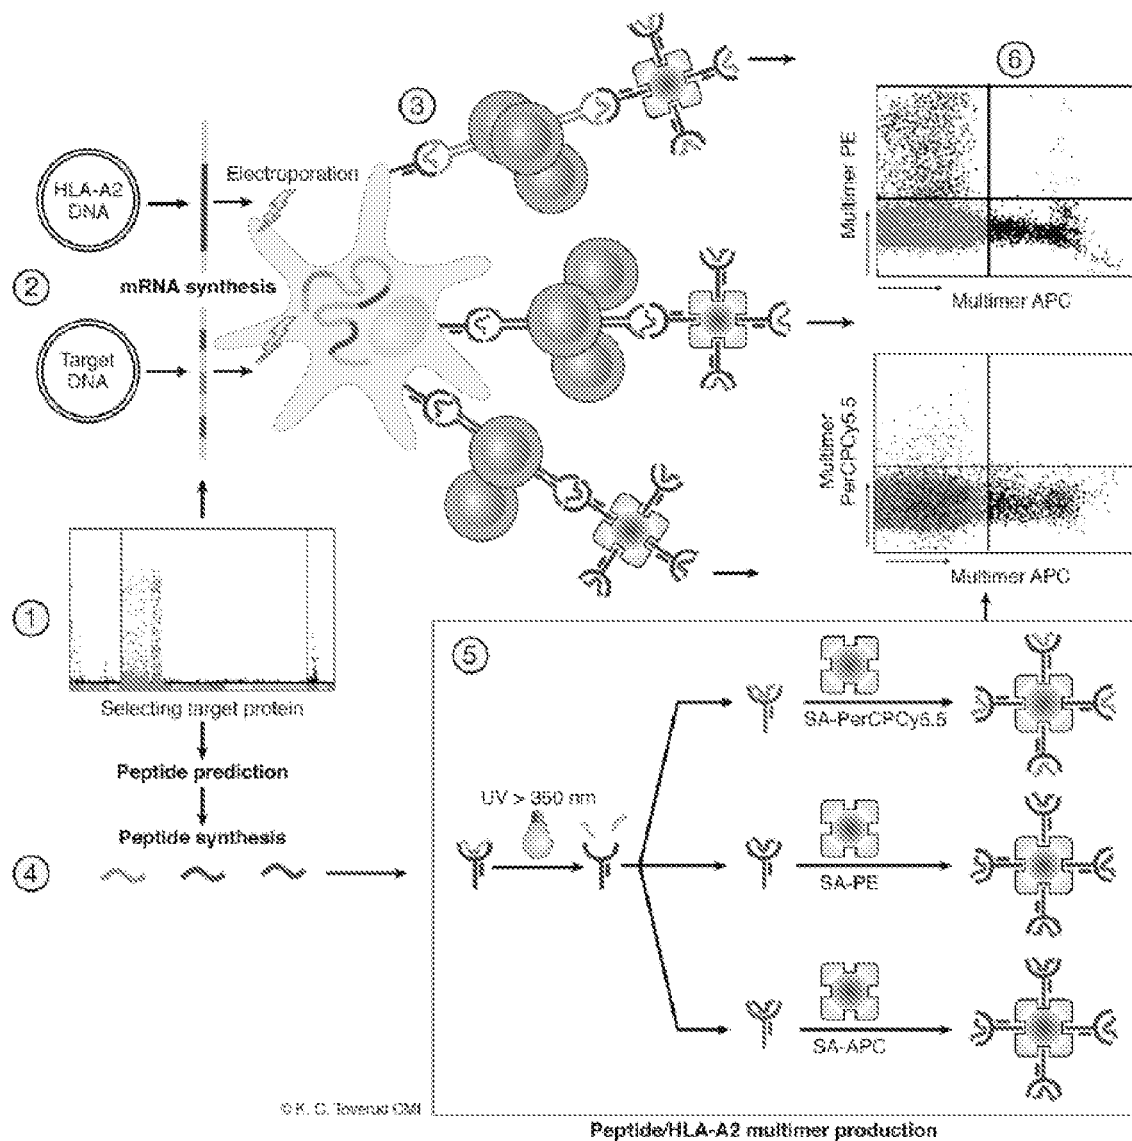 3
6
HLA-A2
DNA
Electroporation
Multimer PE
2
mRNA synthesis
Multimer APC
Target
DNA
Multimer
PerCPCy5.5
Multimer APC
1
5
Selecting target protein
SA-PerCPCy5.5
Peptide prediction
UV > 350 nm
Peptide synthesis
4
SA-PE
SA-APC
© K. C. Toverud CMI
Peptide/HLA-A2 multimer production